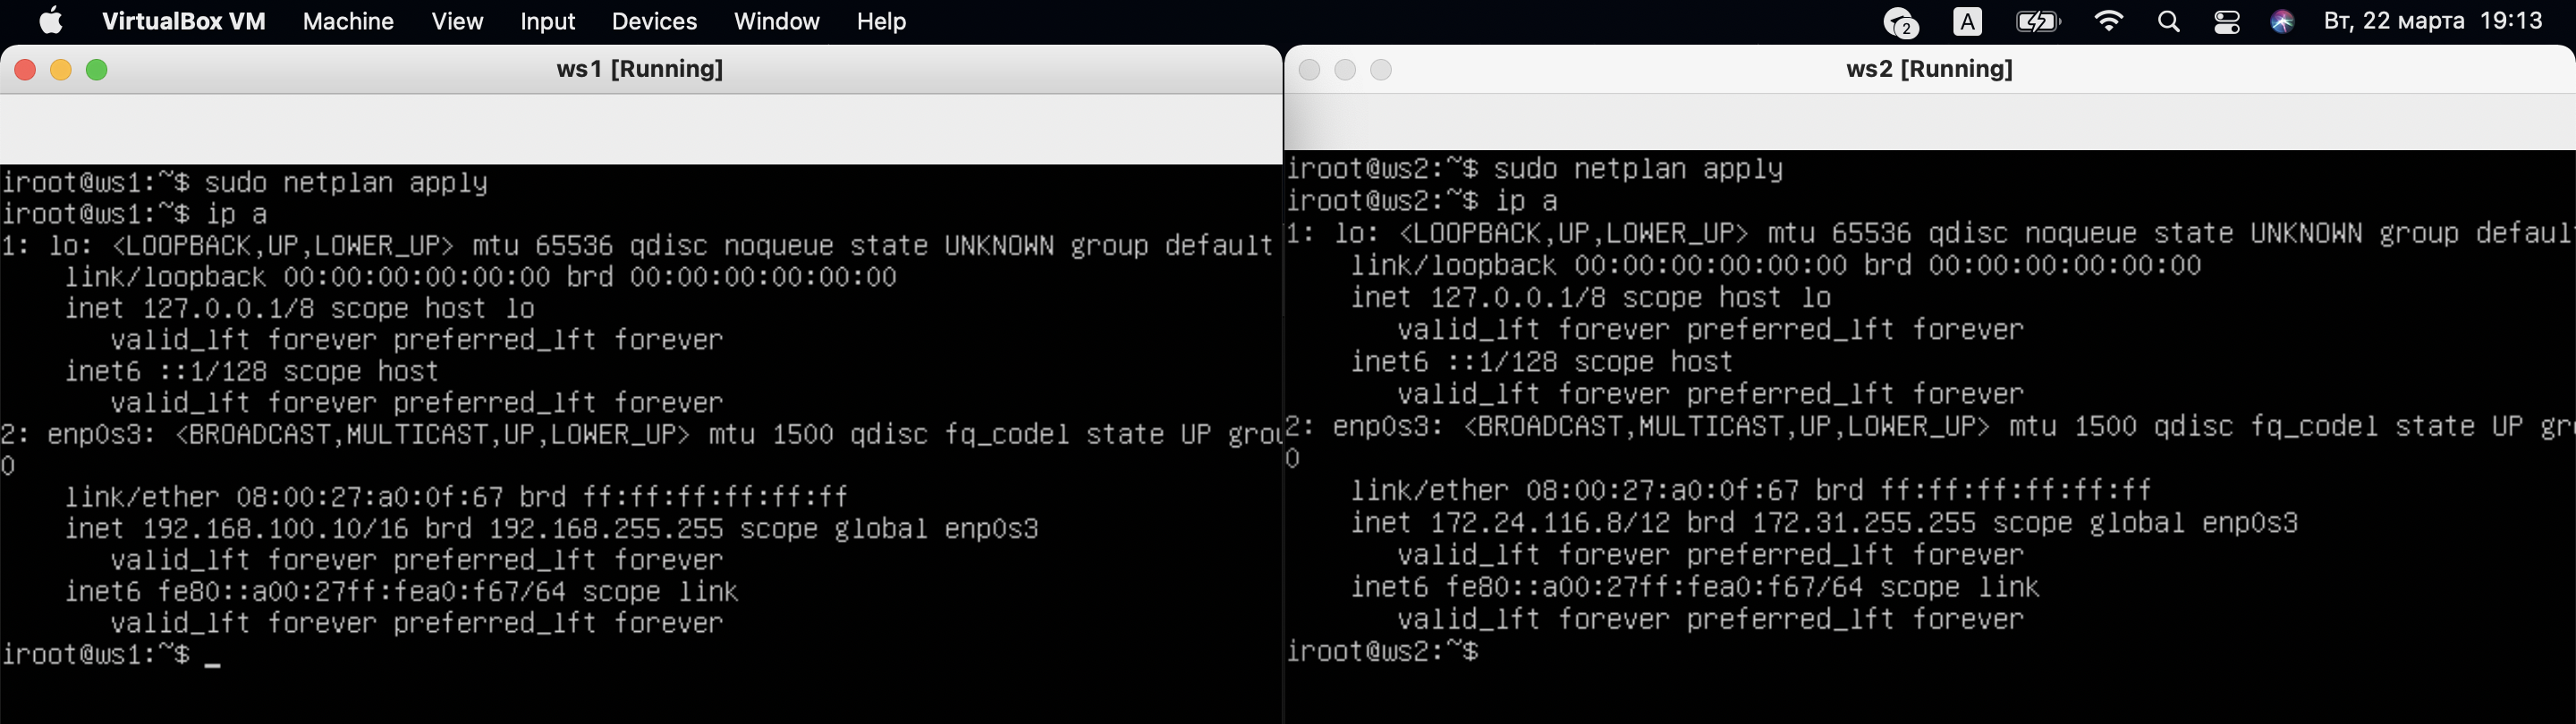 VirtualBox VM Machine View Input Devices Window Help 2 A Вт, 22 марта 19:13
ws1 [Running]
iroot@ws1:~$ sudo netplan apply
iroot@ws1:~$ ip a
1: lo: <LOOPBACK,UP,LOWER_UP> mtu 65536 qdisc noqueue state UNKNOWN group default
link/loopback 00:00:00:00:00:00 brd 00:00:00:00:00:00
inet 127.0.0.1/8 scope host lo
valid_lft forever preferred_lft forever
inet6 ::1/128 scope host
valid_lft forever preferred_lft forever
2: enp0s3: <BROADCAST,MULTICAST,UP,LOWER_UP> mtu 1500 qdisc fq_codel state UP grou
0
link/ether 08:00:27:a0:0f:67 brd ff:ff:ff:ff:ff:ff
inet 192.168.100.10/16 brd 192.168.255.255 scope global enp0s3
valid_lft forever preferred_lft forever
inet6 fe80::a00:27ff:fea0:f67/64 scope link
valid_lft forever preferred_lft forever
iroot@ws1:~$ _
ws2 [Running]
iroot@ws2:~$ sudo netplan apply
iroot@ws2:~$ ip a
1: lo: <LOOPBACK,UP,LOWER_UP> mtu 65536 qdisc noqueue state UNKNOWN group default
link/loopback 00:00:00:00:00:00 brd 00:00:00:00:00:00
inet 127.0.0.1/8 scope host lo
valid_lft forever preferred_lft forever
inet6 ::1/128 scope host
valid_lft forever preferred_lft forever
2: enp0s3: <BROADCAST,MULTICAST,UP,LOWER_UP> mtu 1500 qdisc fq_codel state UP gr
0
link/ether 08:00:27:a0:0f:67 brd ff:ff:ff:ff:ff:ff
inet 172.24.116.8/12 brd 172.31.255.255 scope global enp0s3
valid_lft forever preferred_lft forever
inet6 fe80::a00:27ff:fea0:f67/64 scope link
valid_lft forever preferred_lft forever
iroot@ws2:~$